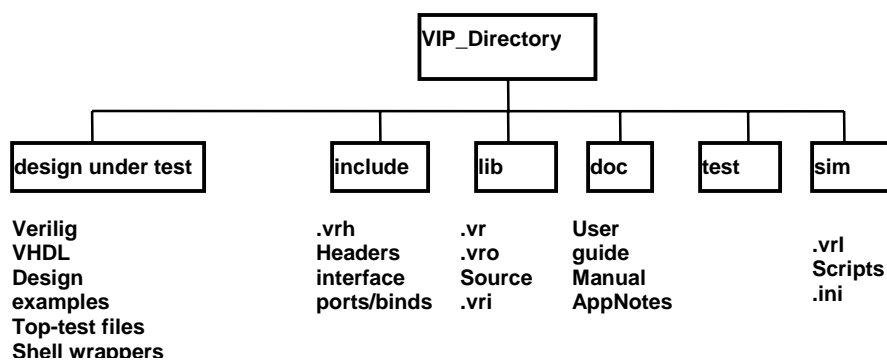 VIP_Directory
design under test
include
lib
doc
test
sim
Verilig
VHDL
Design
examples
Top-test files
Shell wrappers
.vrh
Headers
interface
ports/binds
.vr
.vro
Source
.vri
User
guide
Manual
AppNotes
.vrl
Scripts
.ini